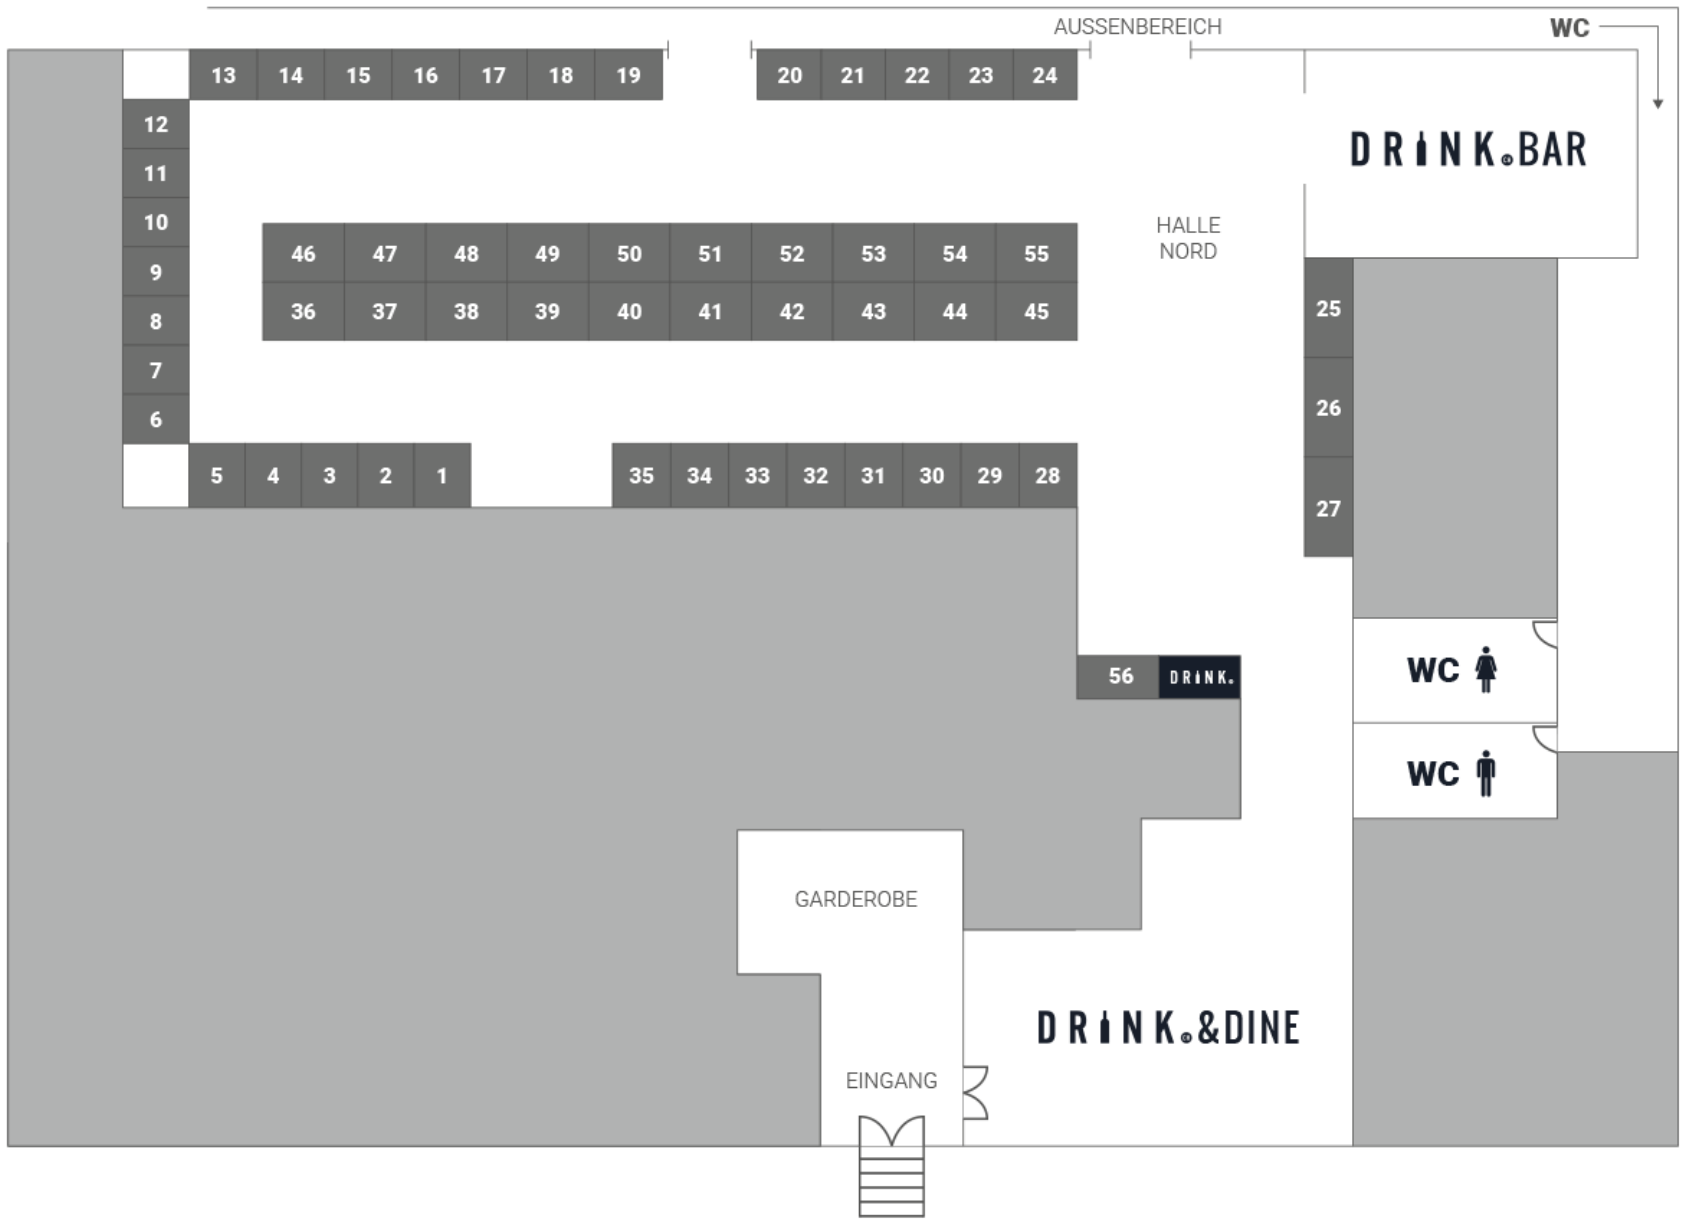 AUSSENBEREICH
WC
13 14 15 16 17 18 19 20 21 22 23 24
12
11
10
9
8
7
6
DRINK.BAR
HALLE
NORD
46 47 48 49 50 51 52 53 54 55
36 37 38 39 40 41 42 43 44 45
25
26
27
5 4 3 2 1 35 34 33 32 31 30 29 28
56 DRINK.
WC
WC
GARDEROBE
DRINK.&DINE
EINGANG